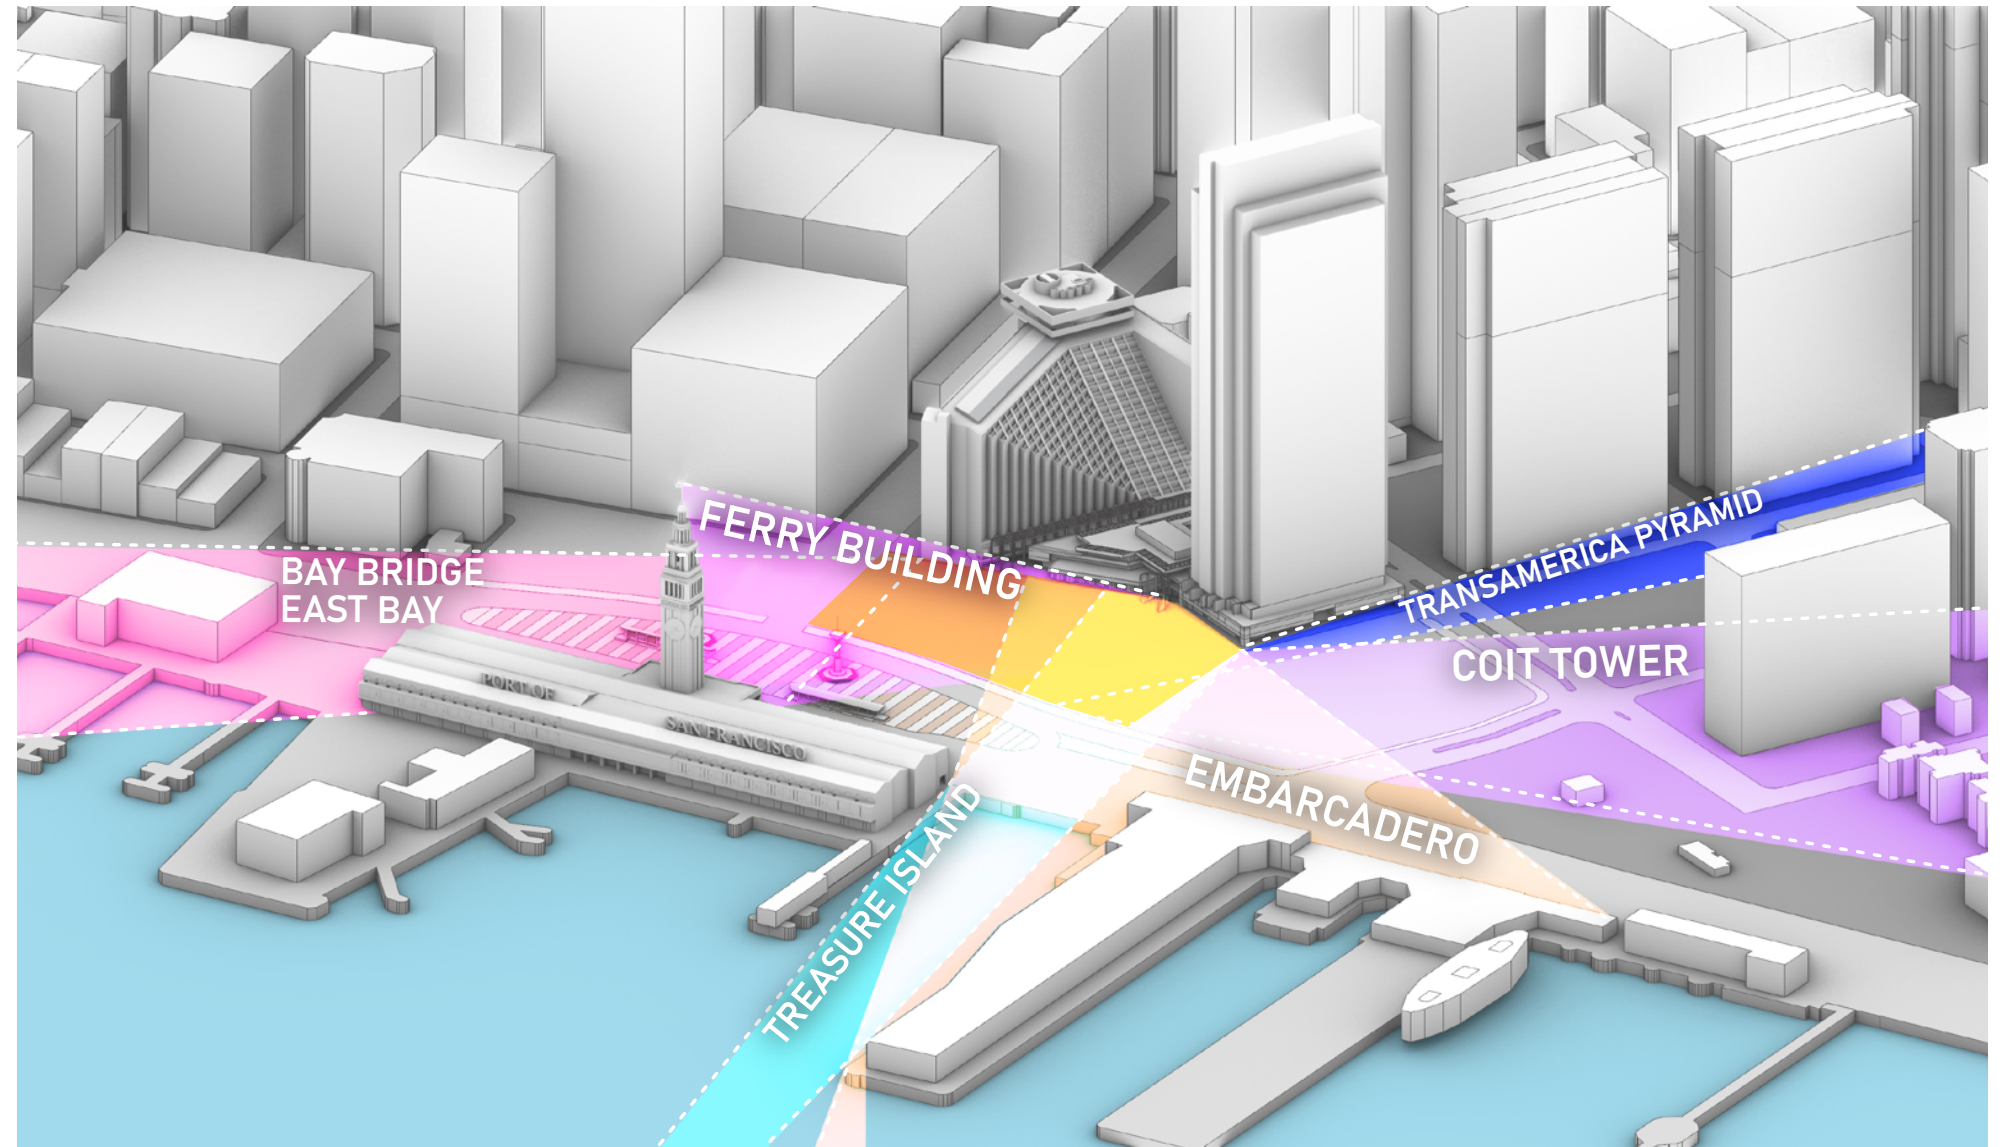 FERRY BUILDING
BAY BRIDGE
EAST BAY
TRANSAMERICA PYRAMID
COIT TOWER
PORT OF
SAN FRANCISCO
EMBARCADERO
TREASURE ISLAND